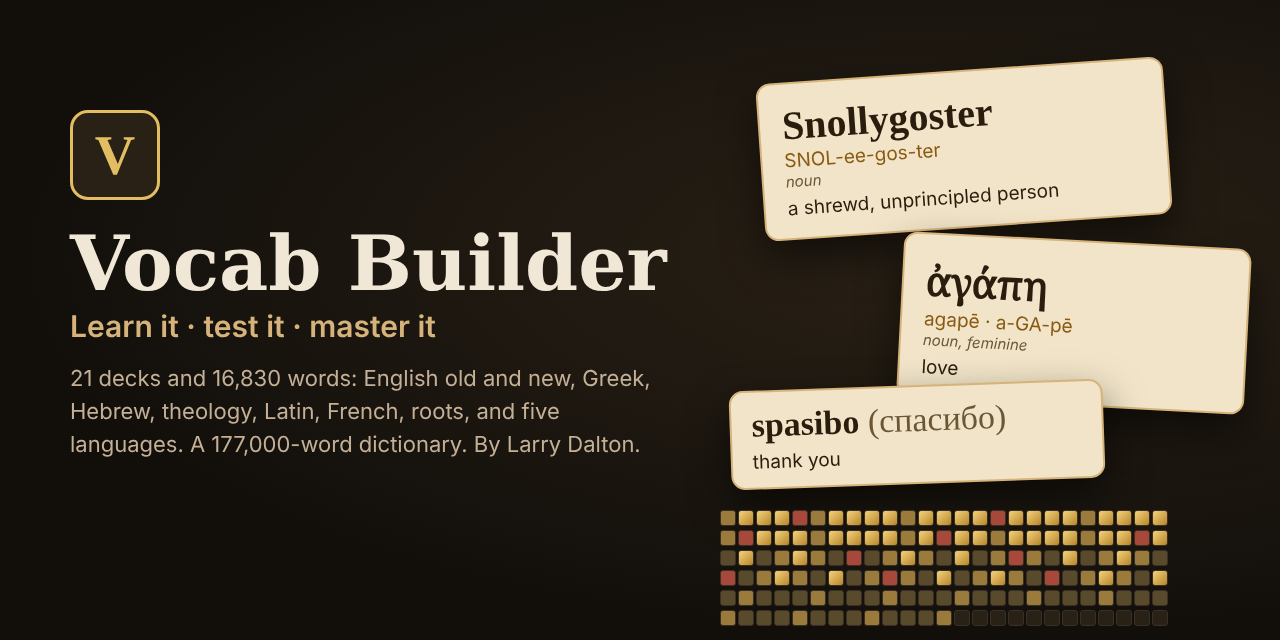 V
Vocab Builder
Learn it · test it · master it
21 decks and 16,830 words: English old and new, Greek,
Hebrew, theology, Latin, French, roots, and five
languages. A 177,000-word dictionary. By Larry Dalton.
Snollygoster
SNOL-ee-gos-ter
noun
a shrewd, unprincipled person
ἀγάπη
agapē · a-GA-pē
noun, feminine
love
spasibo (спасибо)
thank you